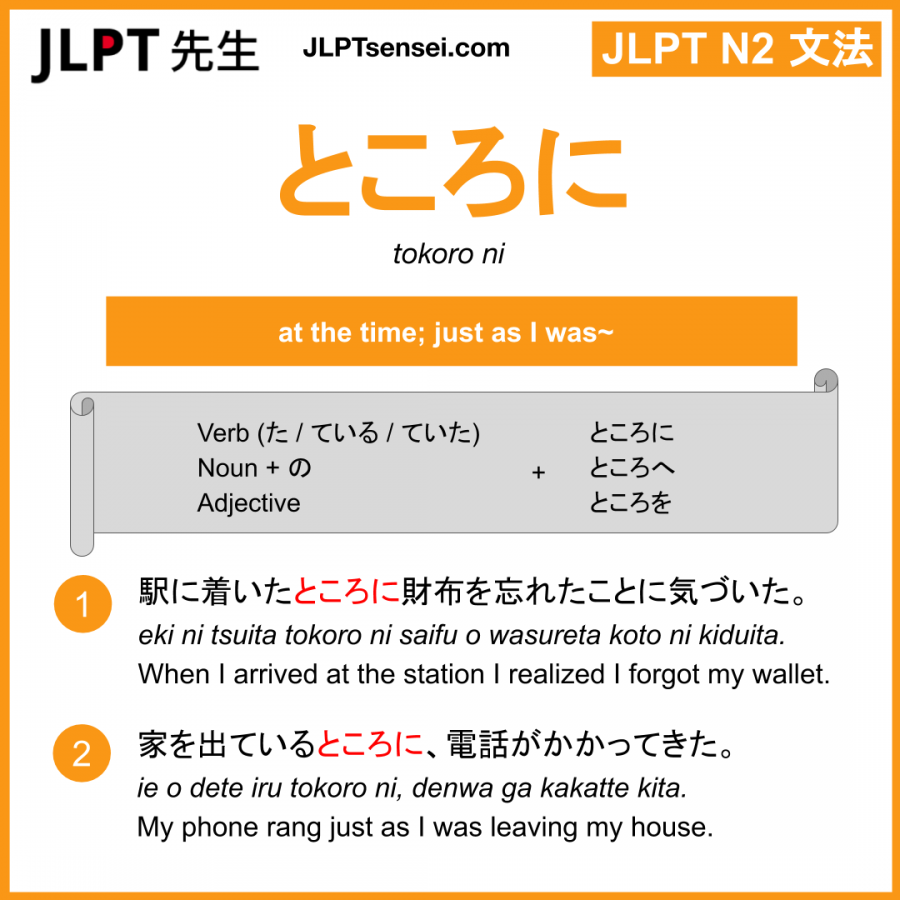 JLPT 先生
JLPTsensei.com
JLPT N2 文法
ところに
tokoro ni
at the time; just as I was~
Verb (た / ている / ていた)
Noun + の
Adjective
+
ところに
ところへ
ところを
1
駅に着いたところに財布を忘れたことに気づいた。
eki ni tsuita tokoro ni saifu o wasureta koto ni kiduita.
When I arrived at the station I realized I forgot my wallet.
2
家を出ているところに、電話がかかってきた。
ie o dete iru tokoro ni, denwa ga kakatte kita.
My phone rang just as I was leaving my house.